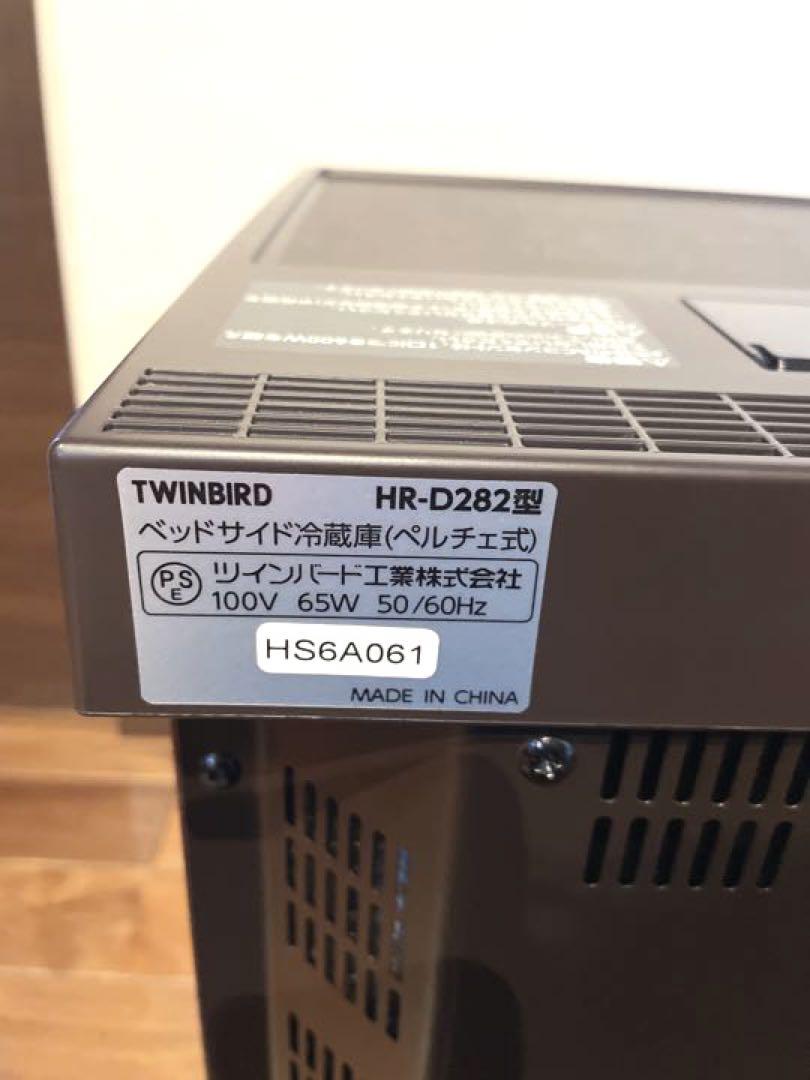 TWINBIRD HR-D282型
ベッドサイド冷蔵庫(ペルチェ式)
PSE ツインバード工業株式会社
100V 65W 50/60Hz
HS6A061
MADE IN CHINA